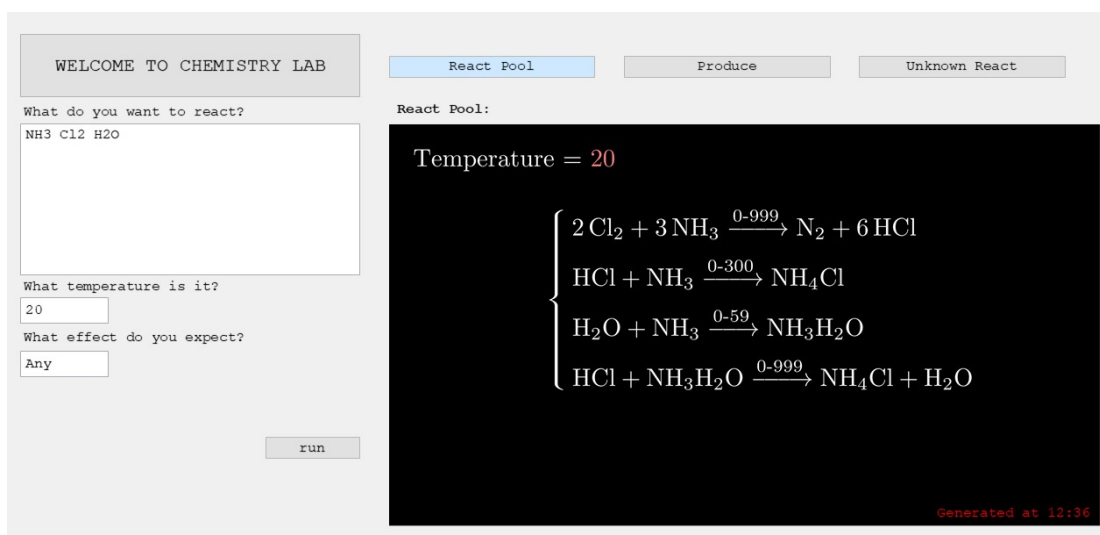 WELCOME TO CHEMISTRY LAB
What do you want to react?
NH3 Cl2 H2O
What temperature is it?
20
What effect do you expect?
Any
run
React Pool
Produce
Unknown React
React Pool:
Temperature = 20
2 Cl₂ + 3 NH₃ 0-999→ N₂ + 6 HCl
HCl + NH₃ 0-300→ NH₄Cl
H₂O + NH₃ 0-59→ NH₃H₂O
HCl + NH₃H₂O 0-999→ NH₄Cl + H₂O
Generated at 12:36